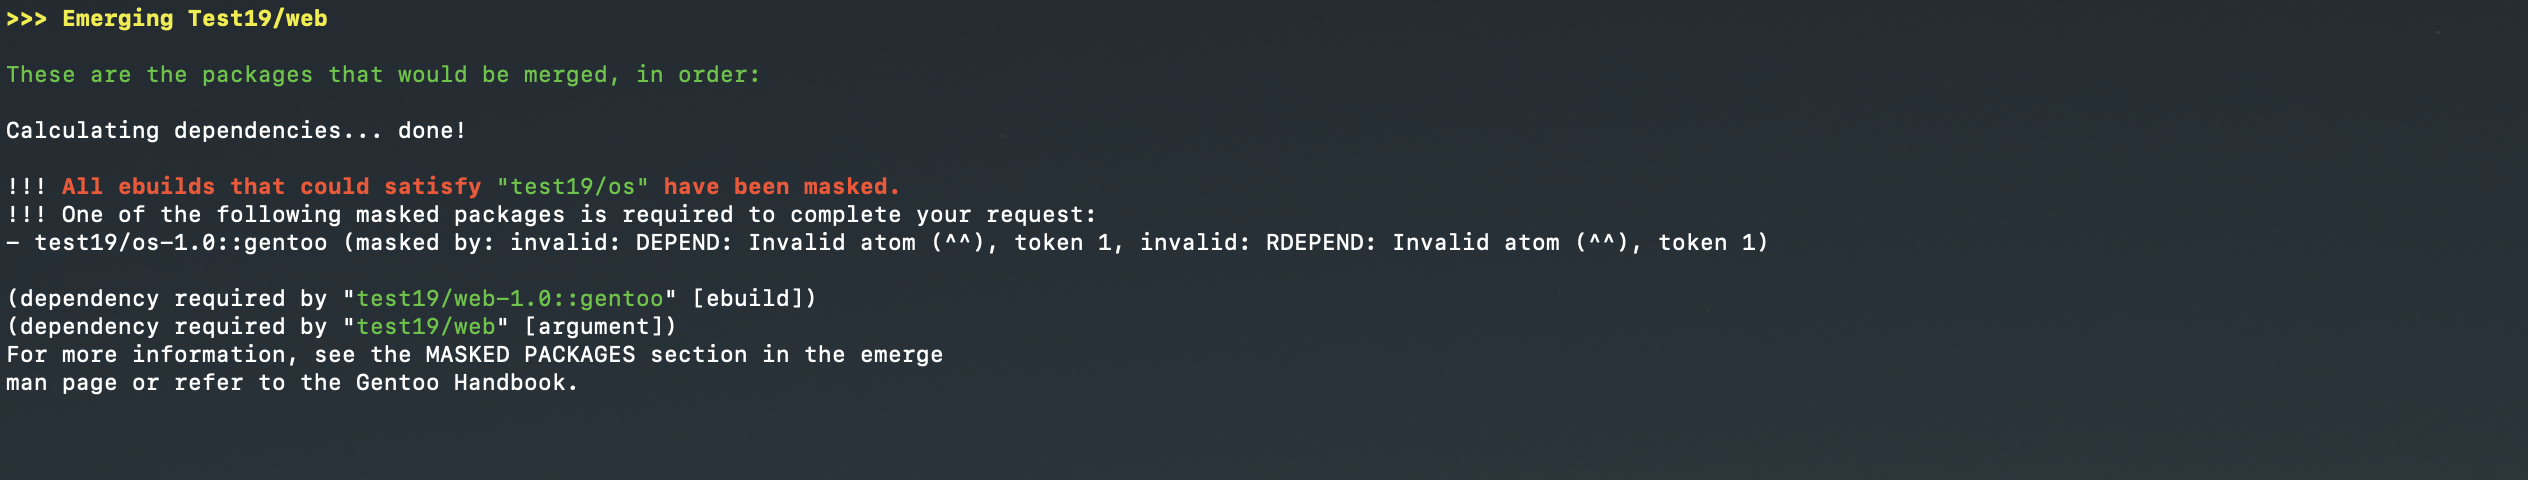 >>> Emerging Test19/web
These are the packages that would be merged, in order:
Calculating dependencies... done!
!!! All ebuilds that could satisfy "test19/os" have been masked.
!!! One of the following masked packages is required to complete your request:
- test19/os-1.0::gentoo (masked by: invalid: DEPEND: Invalid atom (^^), token 1, invalid: RDEPEND: Invalid atom (^^), token 1)
(dependency required by "test19/web-1.0::gentoo" [ebuild])
(dependency required by "test19/web" [argument])
For more information, see the MASKED PACKAGES section in the emerge
man page or refer to the Gentoo Handbook.